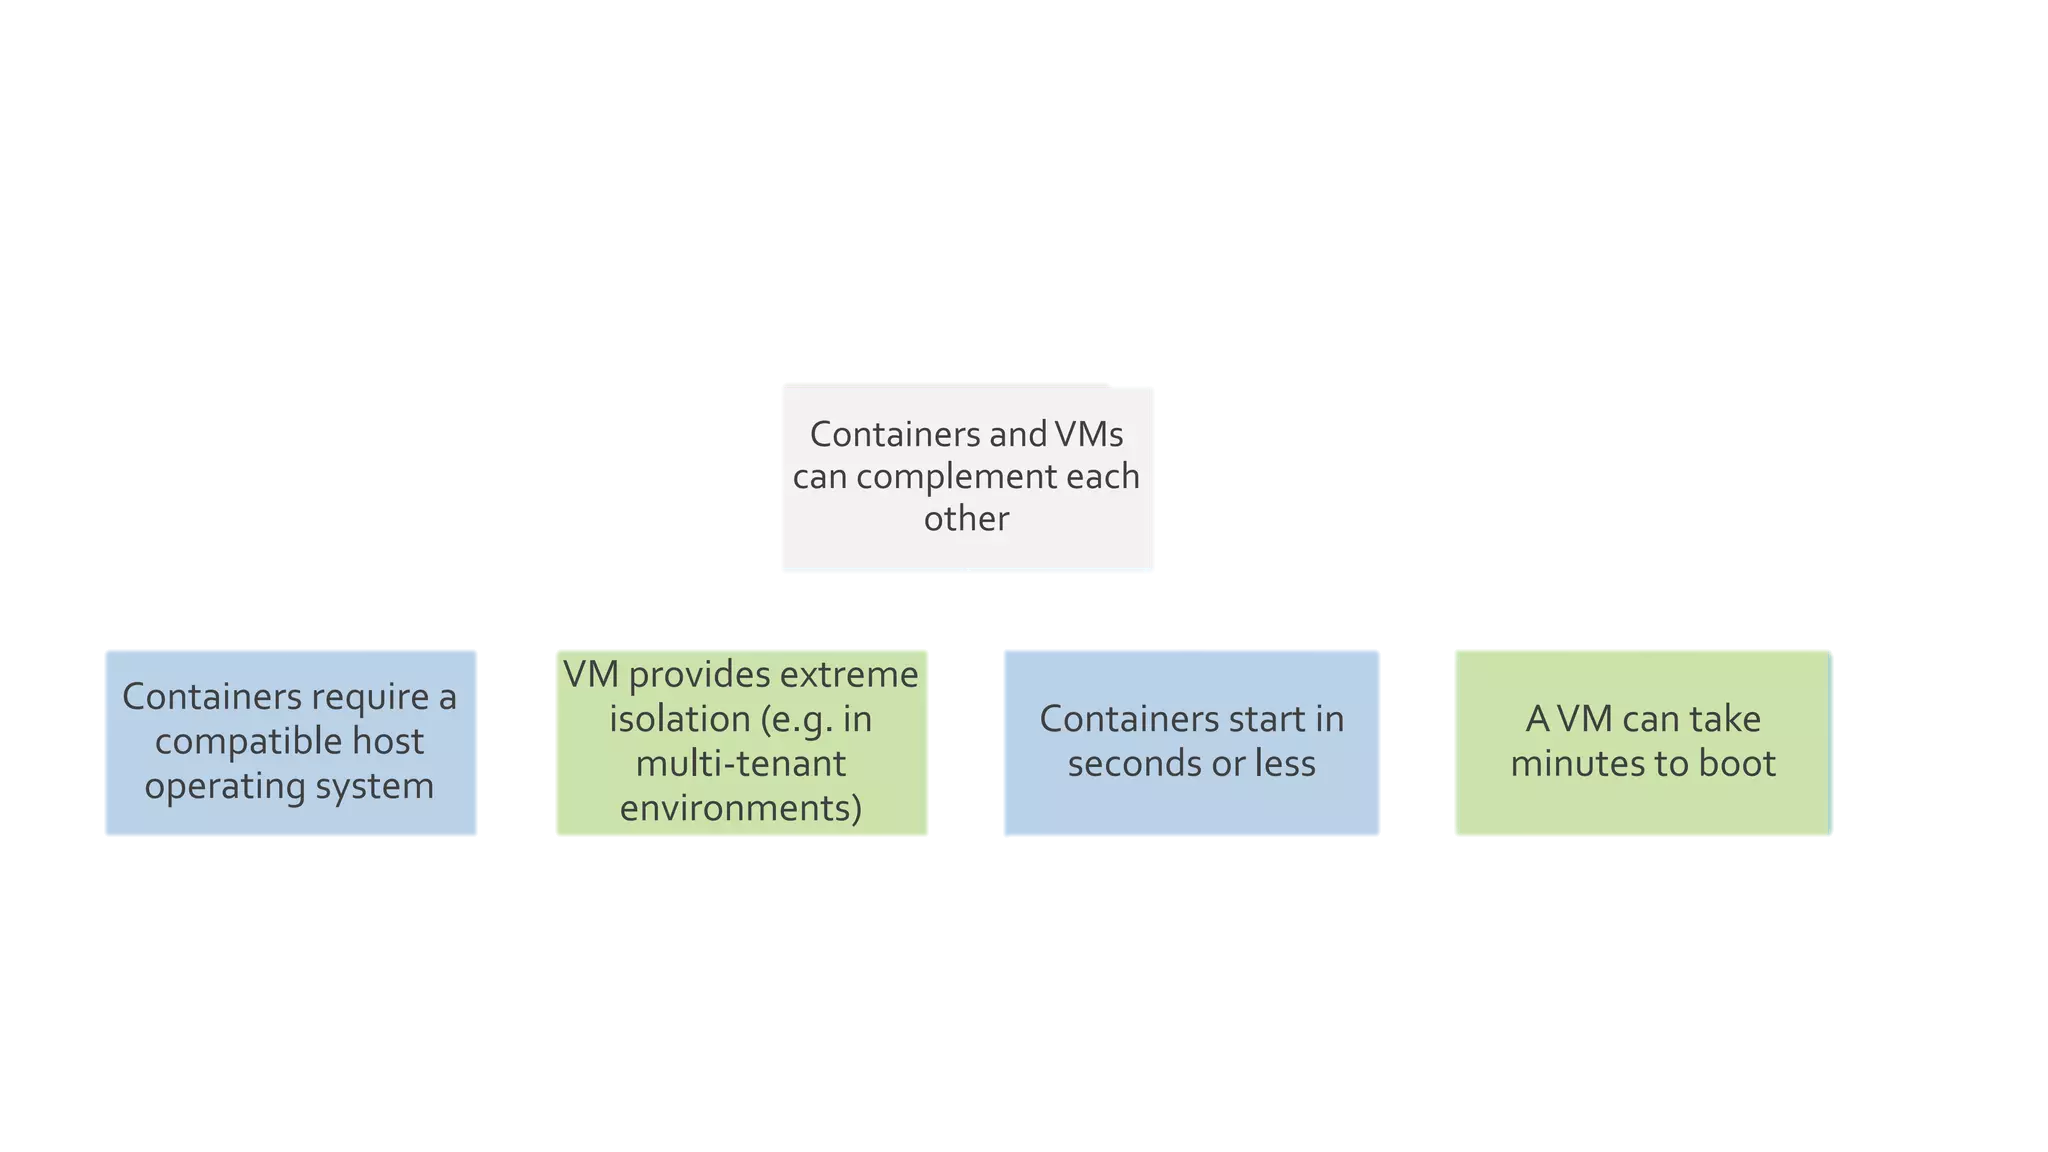 Containers and VMs
can complement each
other
Containers require a
compatible host
operating system
VM provides extreme
isolation (e.g. in
multi-tenant
environments)
Containers start in
seconds or less
A VM can take
minutes to boot